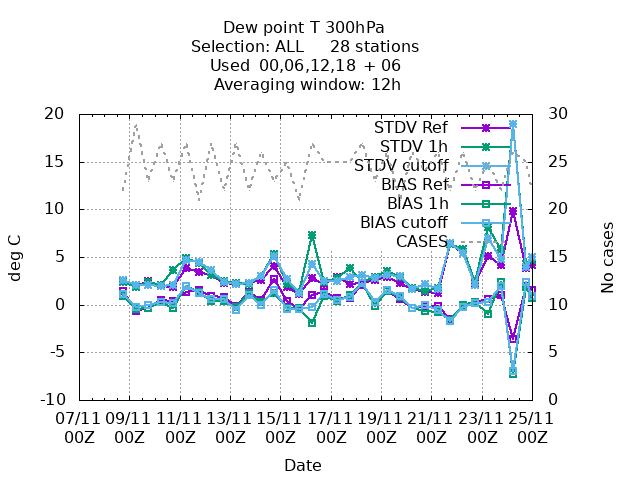 Dew point T 300hPa
Selection: ALL     28 stations
Used 00,06,12,18 + 06
Averaging window: 12h
20 30
STDV Ref
STDV 1h
15 25
STDV cutoff
BIAS Ref
BIAS 1h
10 20
BIAS cutoff
CASES
5 15
0 10
-5 5
-10 0
deg C
No cases
07/11 09/11 11/11 13/11 15/11 17/11 19/11 21/11 23/11 25/11
00Z 00Z 00Z 00Z 00Z 00Z 00Z 00Z 00Z 00Z
Date